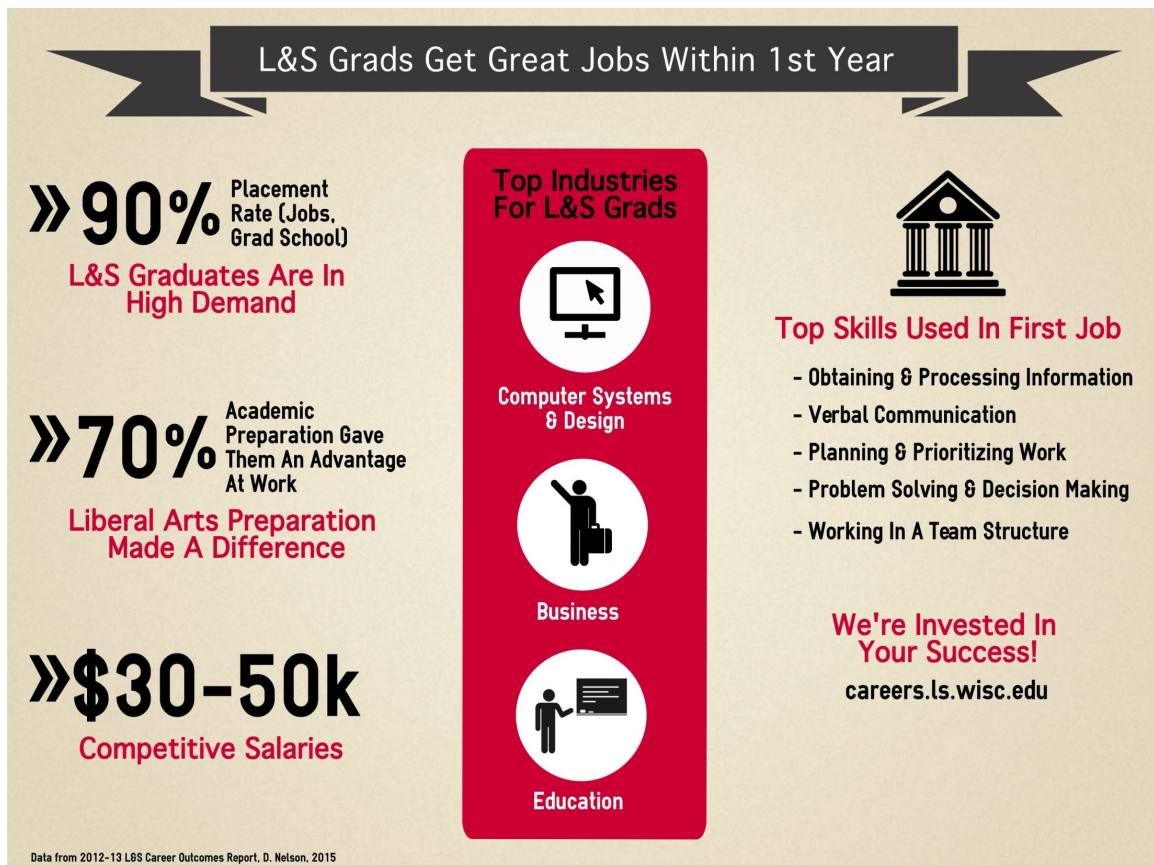 L&S Grads Get Great Jobs Within 1st Year
»90%
Placement
Rate (Jobs,
Grad School)
L&S Graduates Are In
High Demand
»70%
Academic
Preparation Gave
Them An Advantage
At Work
Liberal Arts Preparation
Made A Difference
»$30-50k
Competitive Salaries
Data from 2012-13 L&S Career Outcomes Report, D. Nelson, 2015
Top Industries
For L&S Grads
Computer Systems
& Design
Business
Education
Top Skills Used In First Job
- Obtaining & Processing Information
- Verbal Communication
- Planning & Prioritizing Work
- Problem Solving & Decision Making
- Working In A Team Structure
We're Invested In
Your Success!
careers.ls.wisc.edu